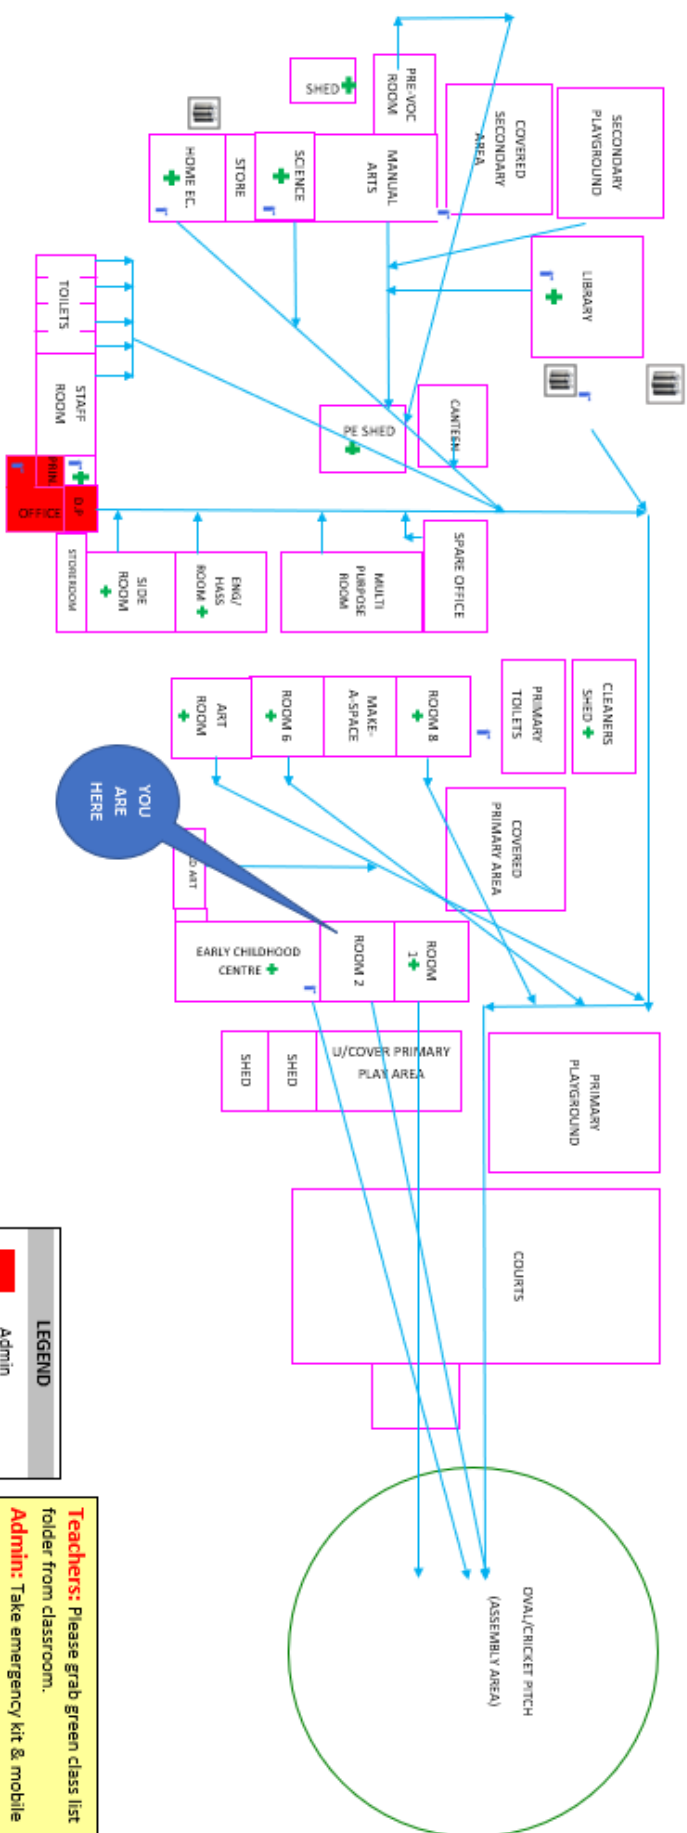 SHED
PRE-VOC
ROOM
COVERED
SECONDARY
AREA
SECONDARY
PLAYGROUND
HOME EC.
STORE
SCIENCE
MANUAL
ARTS
LIBRARY
TOILETS
STAFF
ROOM
PE SHED
CANTEEN
PRIN
OFFICE
D.P
STOREROOM
SIDE
ROOM
ENG/
HASS
ROOM
MULTI
PURPOSE
ROOM
SPARE OFFICE
ART
ROOM
ROOM 6
MAKE-
A-SPACE
ROOM 8
PRIMARY
TOILETS
CLEANERS
SHED
YOU
ARE
HERE
COVERED
PRIMARY AREA
ART
EARLY CHILDHOOD
CENTRE
ROOM 2
ROOM
1
SHED
SHED
U/COVER PRIMARY
PLAY AREA
PRIMARY
PLAYGROUND
COURTS
OVAL/CRICKET PITCH
(ASSEMBLY AREA)
LEGEND
Admin
Teachers: Please grab green class list
folder from classroom.
Admin: Take emergency kit & mobile